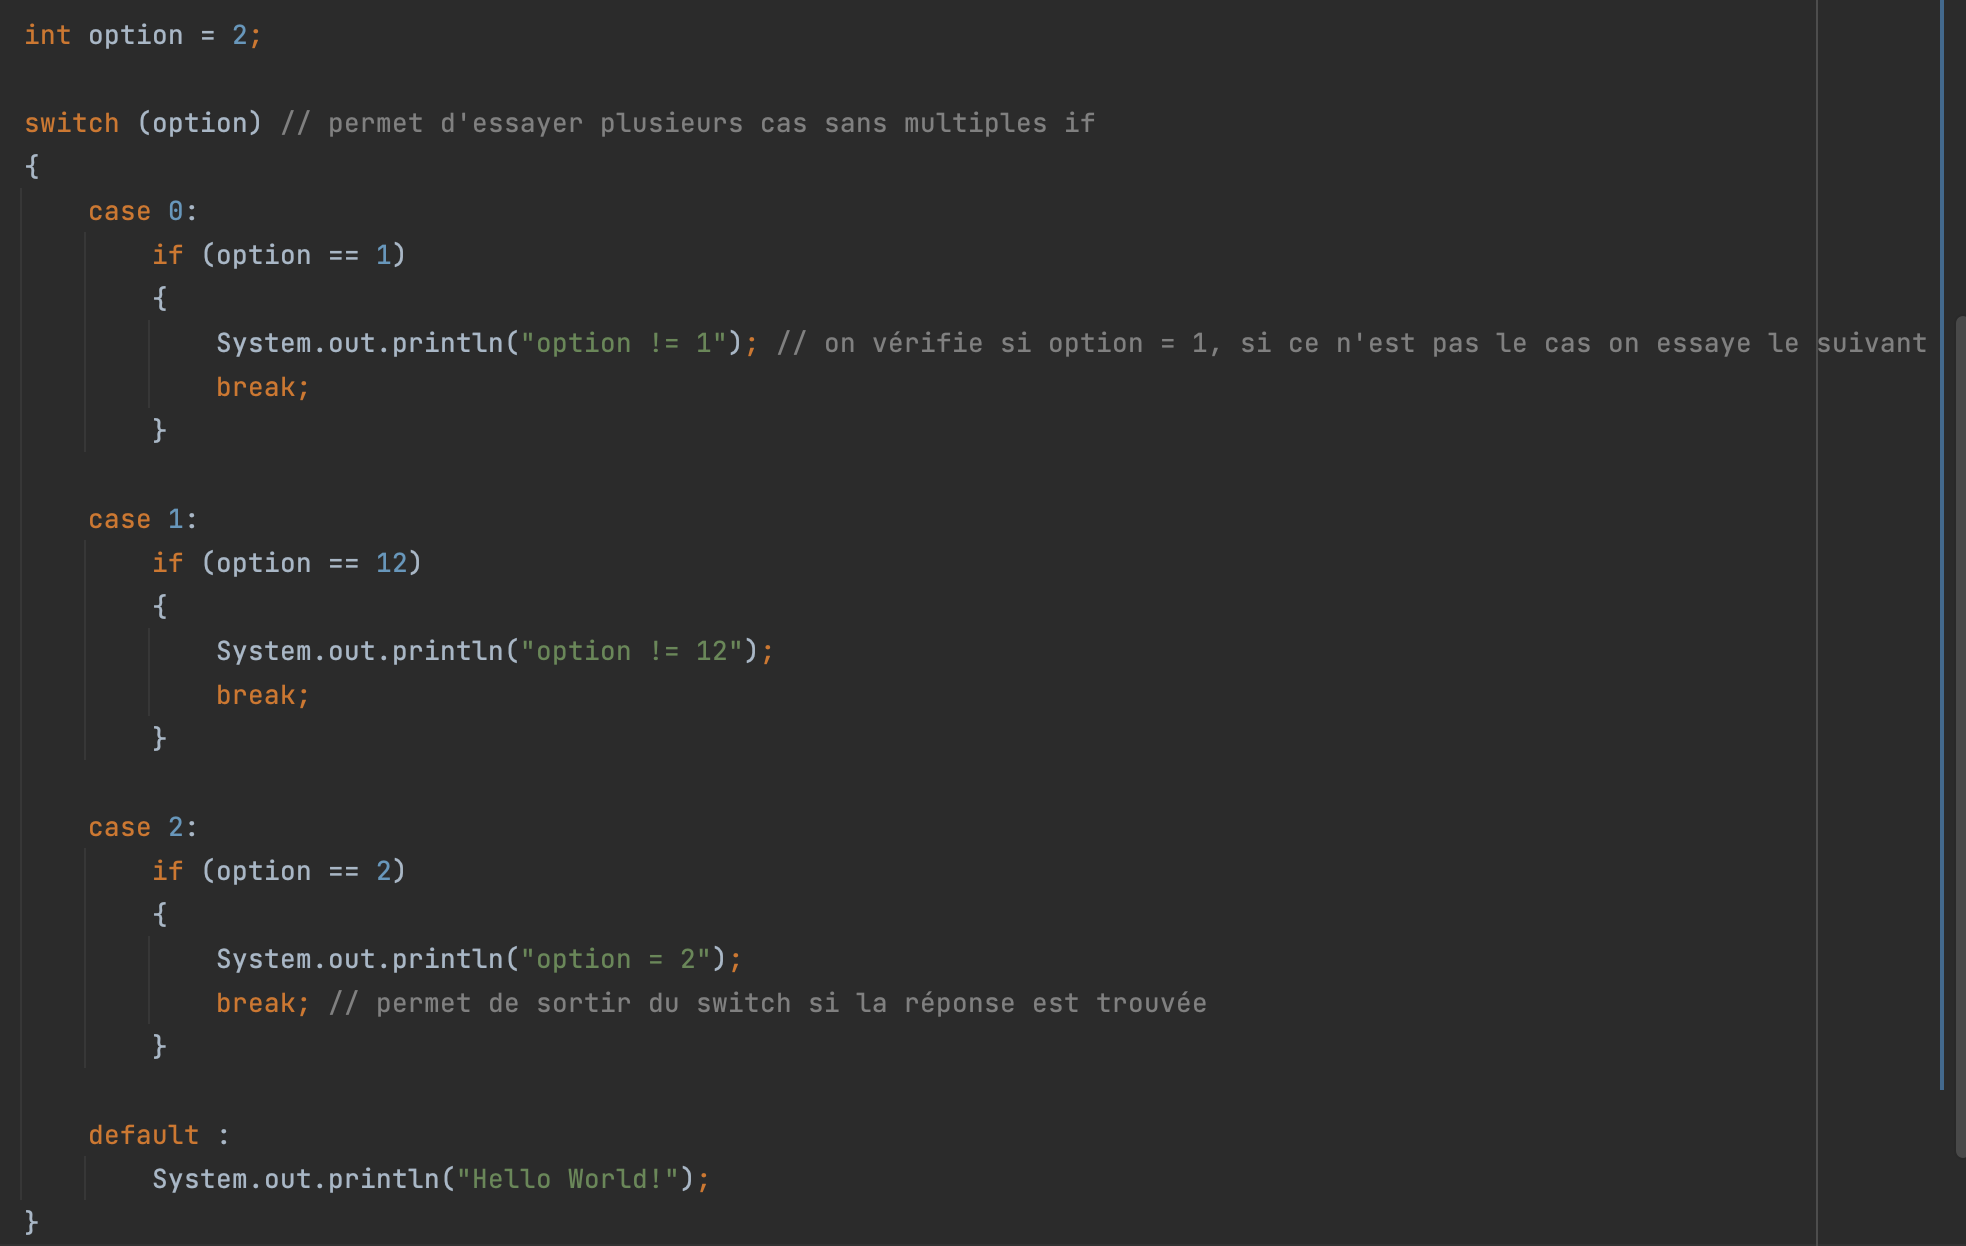 int option = 2;
switch (option) // permet d'essayer plusieurs cas sans multiples if
{
case 0:
if (option == 1)
{
System.out.println("option != 1"); // on vérifie si option = 1, si ce n'est pas le cas on essaye le suivant
break;
}
case 1:
if (option == 12)
{
System.out.println("option != 12");
break;
}
case 2:
if (option == 2)
{
System.out.println("option = 2");
break; // permet de sortir du switch si la réponse est trouvée
}
default :
System.out.println("Hello World!");
}